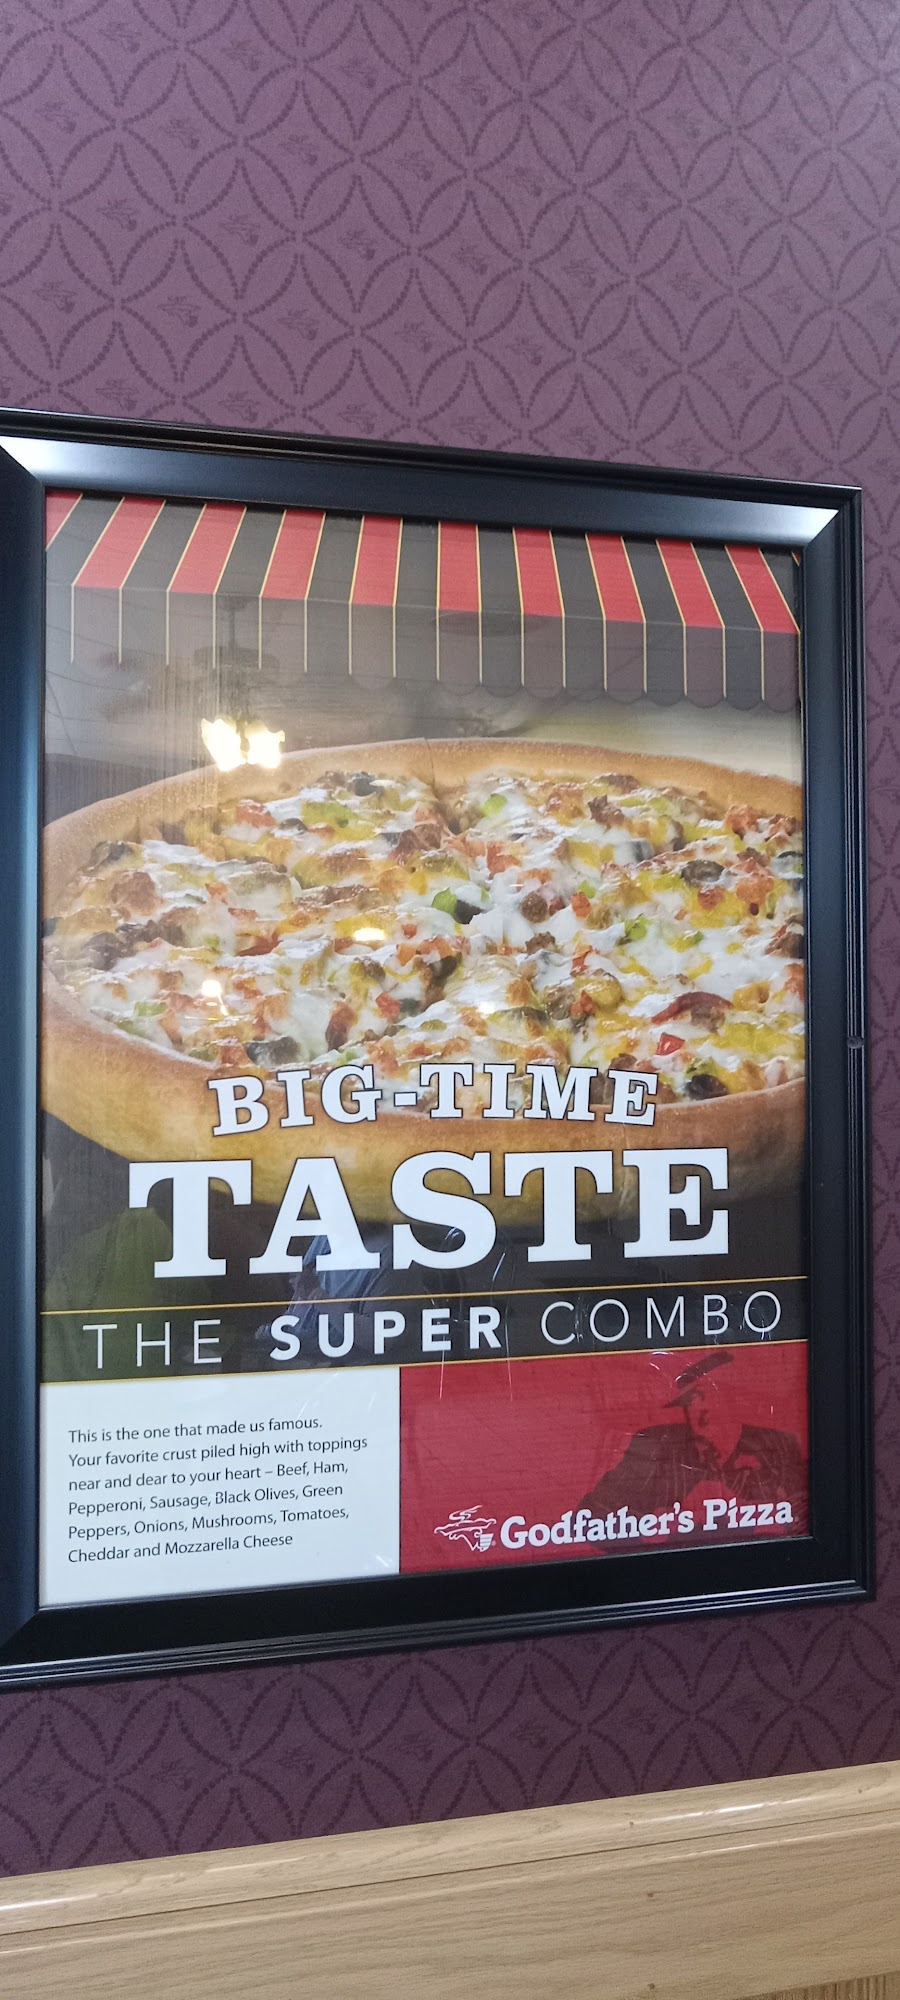 BIG-TIME
TASTE
THE SUPER COMBO
This is the one that made us famous.
Your favorite crust piled high with toppings
near and dear to your heart – Beef, Ham,
Pepperoni, Sausage, Black Olives, Green
Peppers, Onions, Mushrooms, Tomatoes,
Cheddar and Mozzarella Cheese
Godfather's Pizza